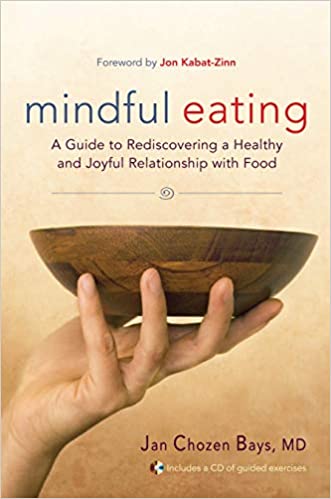 Foreword by Jon Kabat-Zinn
mindful eating
A Guide to Rediscovering a Healthy
and Joyful Relationship with Food
Jan Chozen Bays, MD
Includes a CD of guided exercises